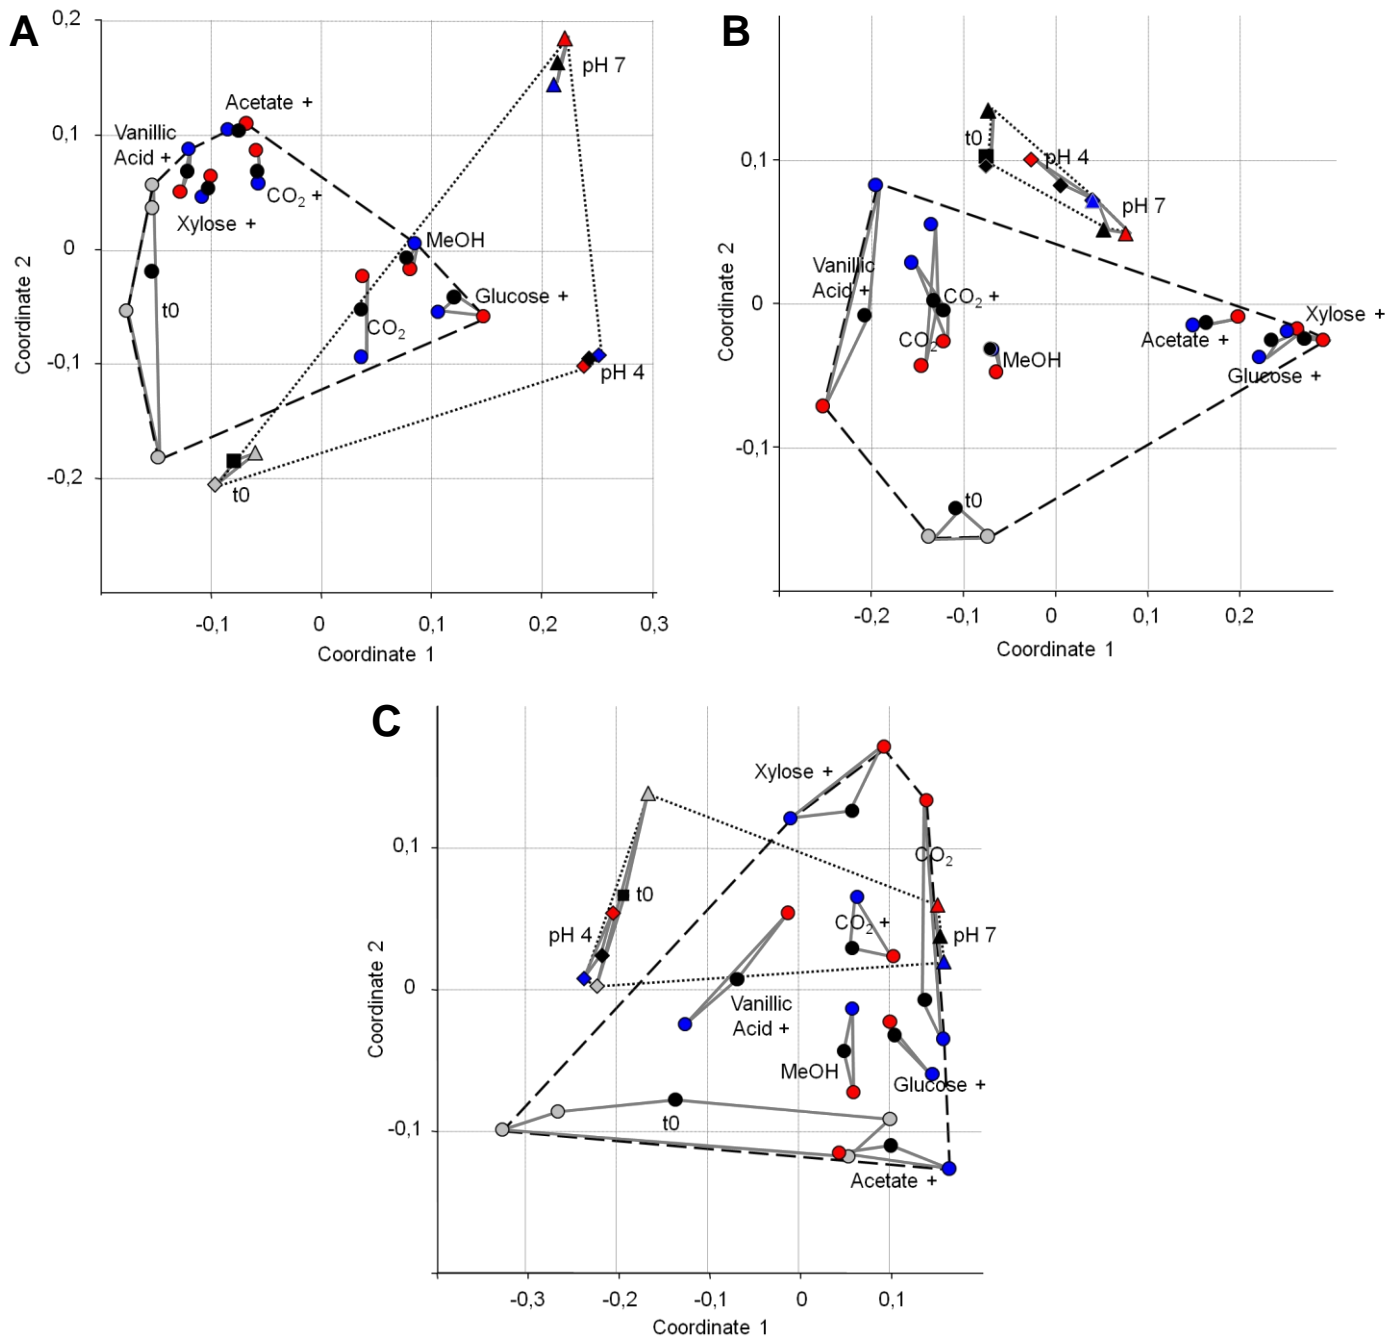 A
0,2
0,1
0
-0,1
-0,2
Coordinate 2
pH 7
Acetate +
Vanillic
Acid +
CO2 +
Xylose +
MeOH
t0
Glucose +
CO2
pH 4
t0
-0,1
0
0,1
0,2
0,3
Coordinate 1
B
0,1
0
-0,1
Coordinate 2
t0
pH 4
pH 7
Vanillic
Acid +
CO2 +
Xylose +
CO2
Acetate +
MeOH
Glucose +
t0
-0,2
-0,1
0
0,1
0,2
Coordinate 1
C
0,1
0
-0,1
Coordinate 2
Xylose +
CO2
t0
CO2 +
pH 4
pH 7
Vanillic
Acid +
MeOH
Glucose +
t0
Acetate +
-0,3
-0,2
-0,1
0
0,1
Coordinate 1